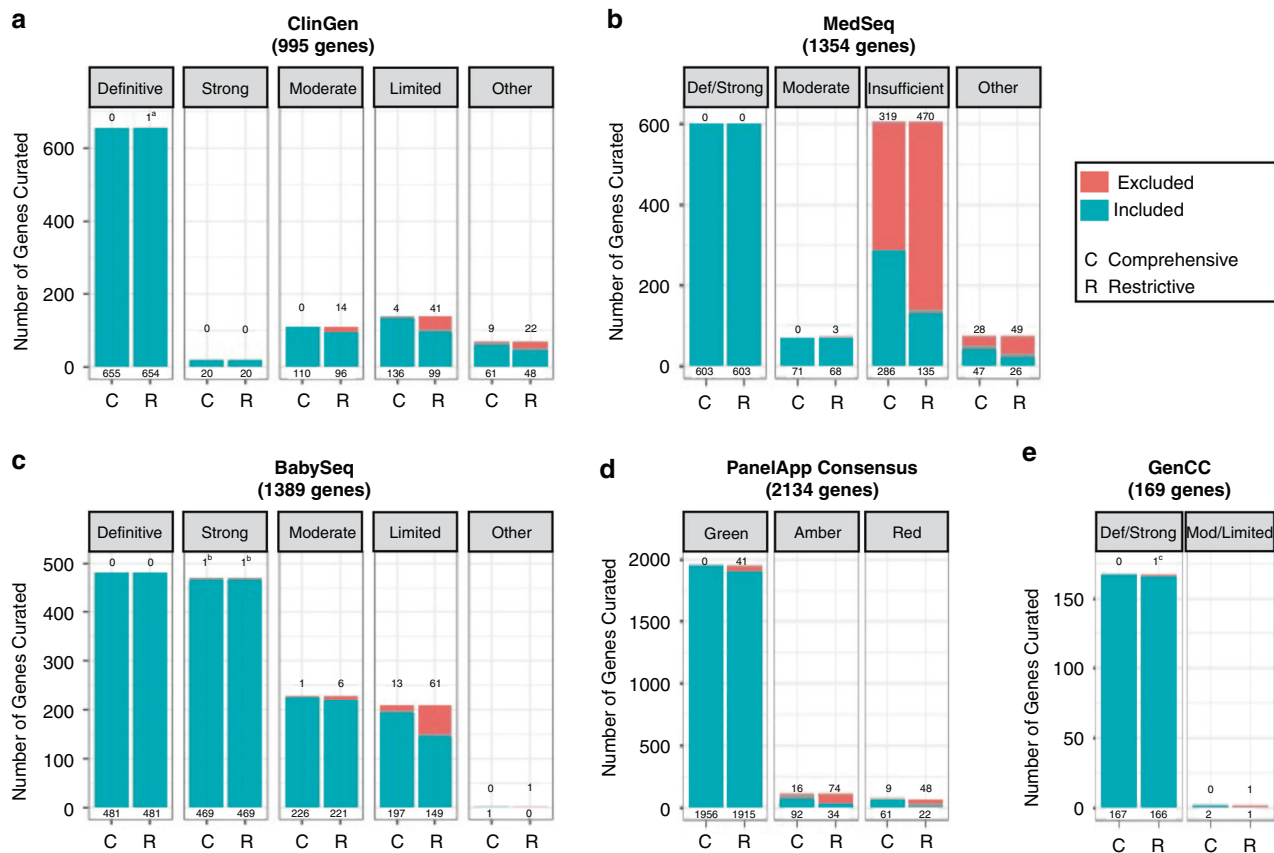 a
ClinGen
(995 genes)
Number of Genes Curated
600
400
200
0
Definitive
Strong
Moderate
Limited
Other
0 1ᵃ
0 0
0 14
4 41
9 22
655 654
20 20
110 96
136 99
61 48
C R C R C R C R C R
b
MedSeq
(1354 genes)
Number of Genes Curated
600
400
200
0
Def/Strong
Moderate
Insufficient
Other
0 0
0 3
319 470
28 49
603 603
71 68
286 135
47 26
C R C R C R C R
Excluded
Included
C Comprehensive
R Restrictive
c
BabySeq
(1389 genes)
Number of Genes Curated
500
400
300
200
100
0
Definitive
Strong
Moderate
Limited
Other
0 0
1ᵇ 1ᵇ
1 6
13 61
0 1
481 481
469 469
226 221
197 149
1 0
C R C R C R C R C R
d
PanelApp Consensus
(2134 genes)
Number of Genes Curated
2000
1500
1000
500
0
Green
Amber
Red
0 41
16 74
9 48
1956 1915
92 34
61 22
C R C R C R
e
GenCC
(169 genes)
Number of Genes Curated
150
100
50
0
Def/Strong
Mod/Limited
0 1ᶜ
0 1
167 166
2 1
C R C R